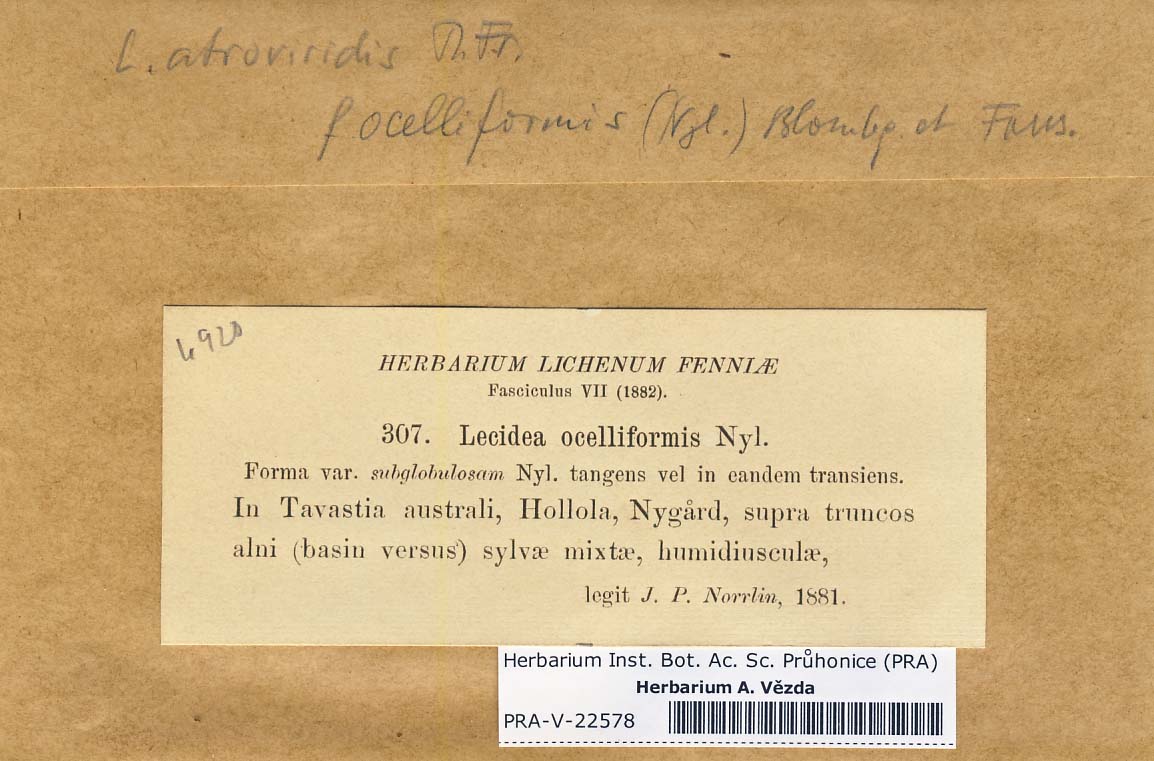 L. atroviridis Th. Fr.
f ocelliformis (Nyl.) Blombg. et Forss.
4920
HERBARIUM LICHENUM FENNIÆ
Fasciculus VII (1882).
307. Lecidea ocelliformis Nyl.
Forma var. subglobulosam Nyl. tangens vel in eandem transiens.
In Tavastia australi, Hollola, Nygård, supra truncos
alni (basin versus) sylvæ mixtæ, humidiusculæ,
legit J. P. Norrlin, 1881.
Herbarium Inst. Bot. Ac. Sc. Průhonice (PRA)
Herbarium A. Vězda
PRA-V-22578